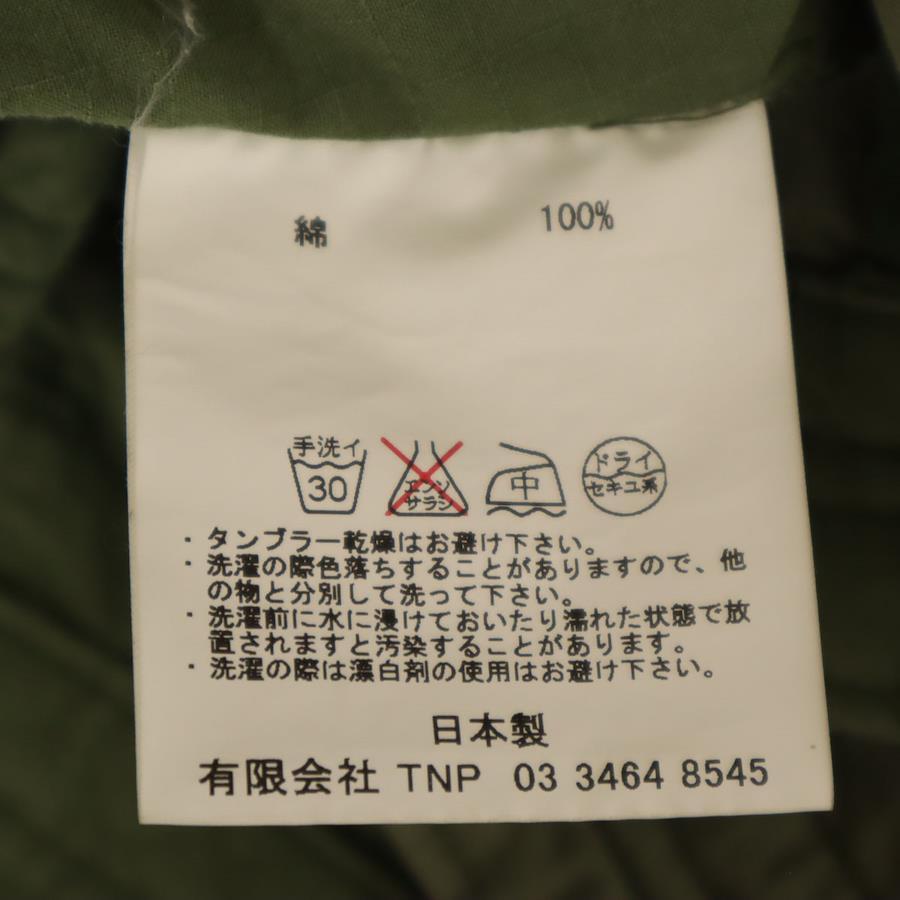 綿 100%
手洗イ
30
エンソ
サラシ
中
ドライ
セキユ系
・タンブラー乾燥はお避け下さい。
・洗濯の際色落ちすることがありますので、他
の物と分別して洗って下さい。
・洗濯前に水に浸けておいたり濡れた状態で放
置されますと汚染することがあります。
・洗濯の際は漂白剤の使用はお避け下さい。
日本製
有限会社 TNP 03 3464 8545